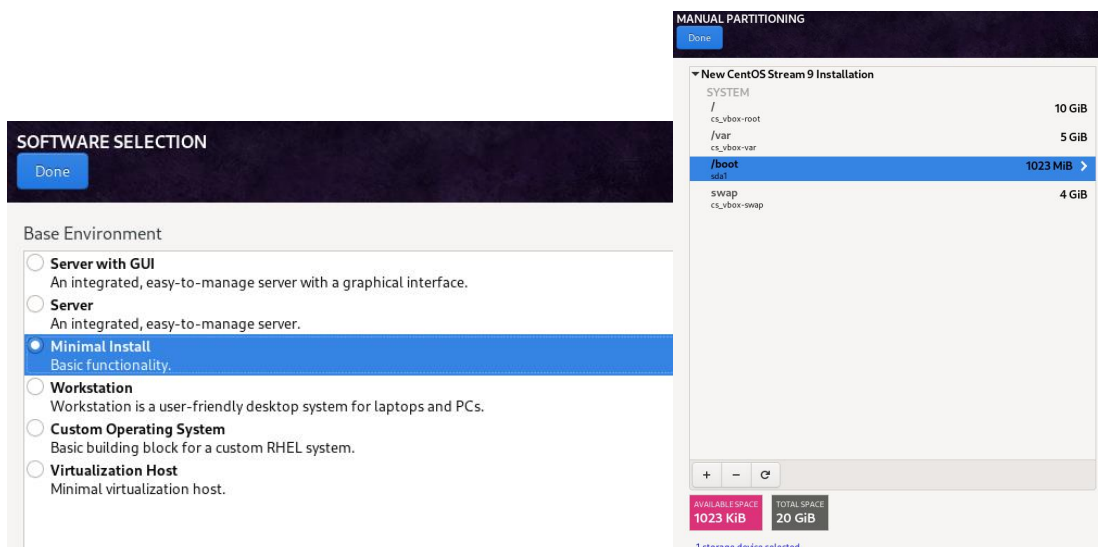 SOFTWARE SELECTION
Done
Base Environment
Server with GUI
An integrated, easy-to-manage server with a graphical interface.
Server
An integrated, easy-to-manage server.
Minimal Install
Basic functionality.
Workstation
Workstation is a user-friendly desktop system for laptops and PCs.
Custom Operating System
Basic building block for a custom RHEL system.
Virtualization Host
Minimal virtualization host.
MANUAL PARTITIONING
Done
New CentOS Stream 9 Installation
SYSTEM
/ 10 GiB
cs_vbox-root
/var 5 GiB
cs_vbox-var
/boot 1023 MiB
sda1
swap 4 GiB
cs_vbox-swap
AVAILABLE SPACE
1023 KiB
TOTAL SPACE
20 GiB
1 storage device selected